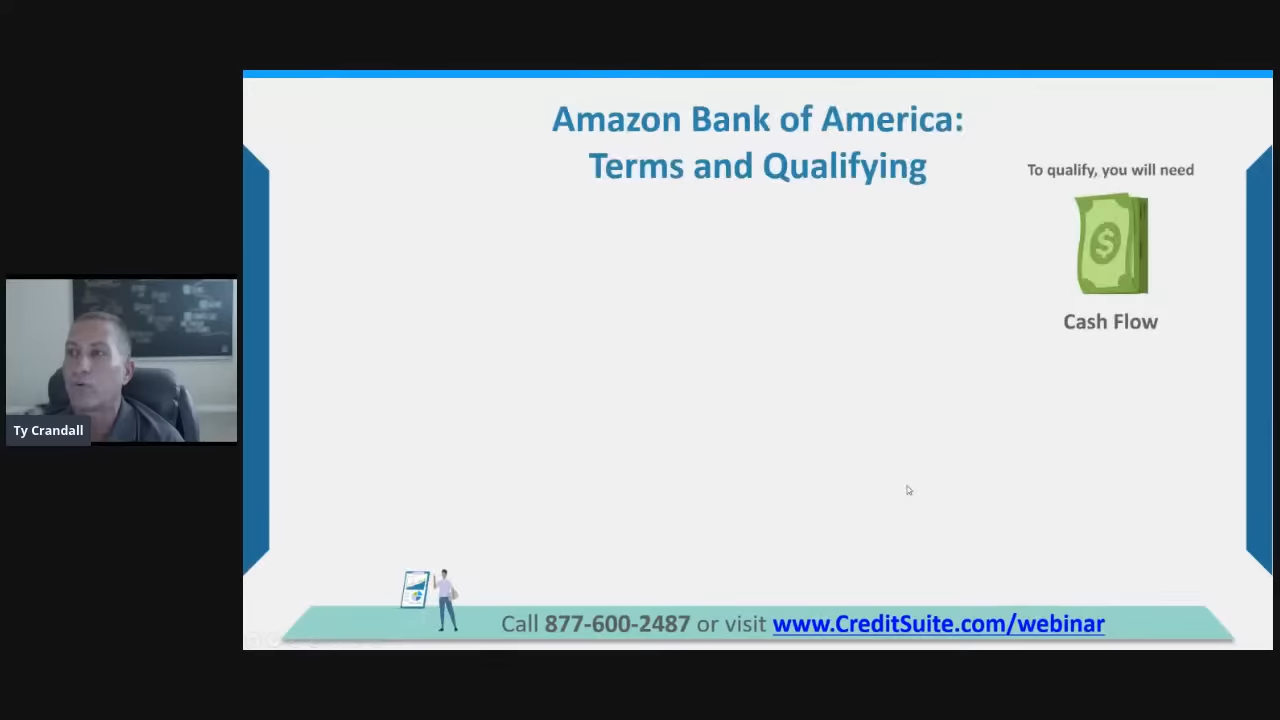 Amazon Bank of America:
Terms and Qualifying
To qualify, you will need
$
Cash Flow
Ty Crandall
Call 877-600-2487 or visit www.CreditSuite.com/webinar